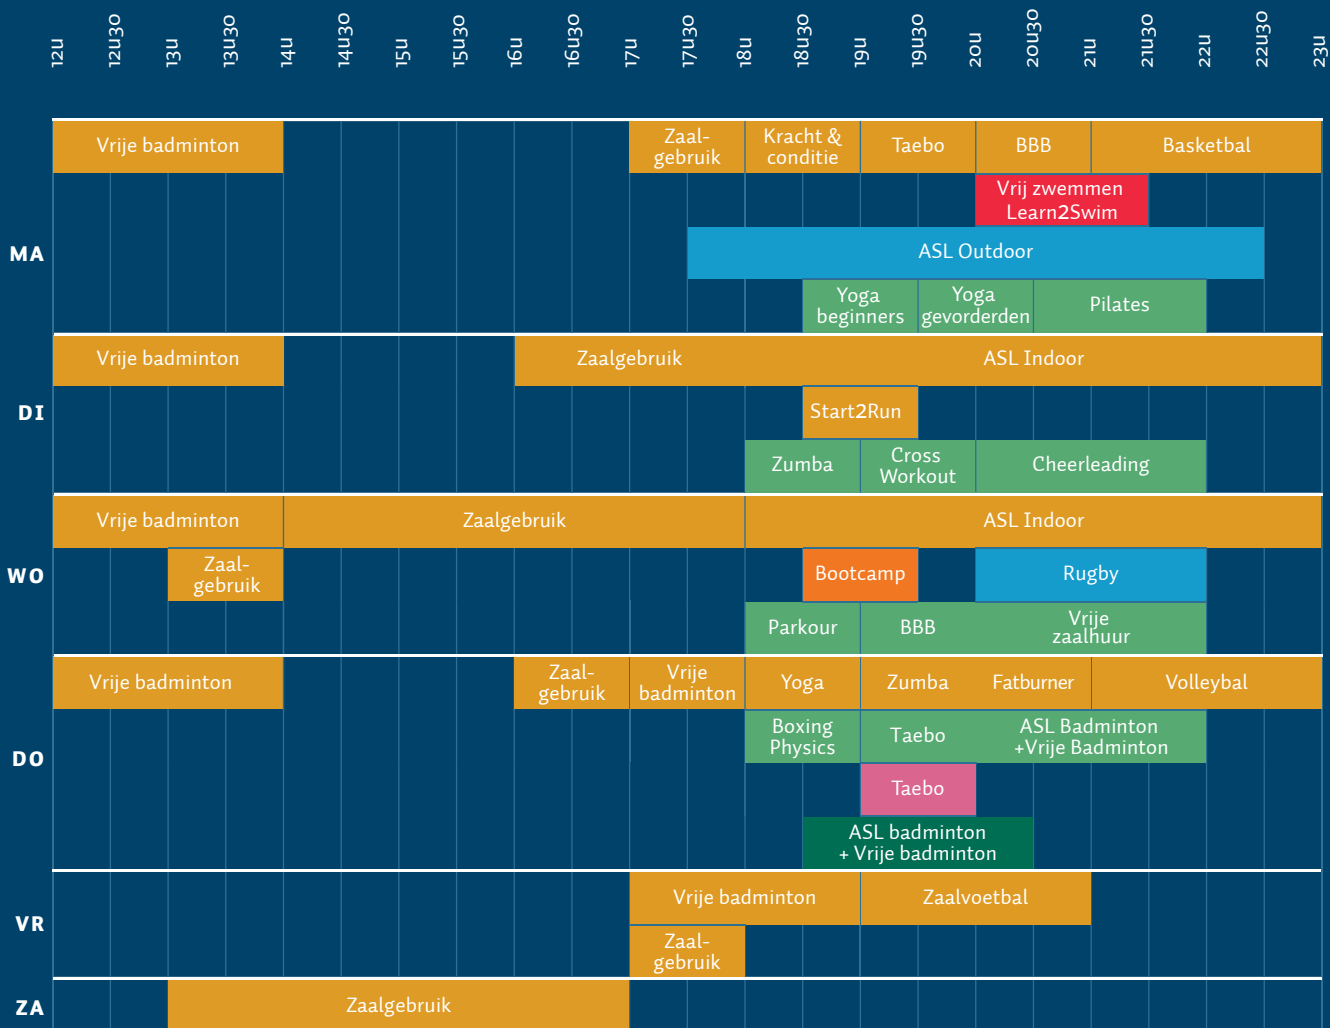 12u 12u30 13u 13u30 14u 14u30 15u 15u30 16u 16u30 17u 17u30 18u 18u30 19u 19u30 20u 20u30 21u 21u30 22u 22u30 23u
MA
Vrije badminton
Zaal-
gebruik
Kracht &
conditie
Taebo
BBB
Basketbal
Vrij zwemmen
Learn2Swim
ASL Outdoor
Yoga
beginners
Yoga
gevorderden
Pilates
DI
Vrije badminton
Zaalgebruik
ASL Indoor
Start2Run
Zumba
Cross
Workout
Cheerleading
WO
Vrije badminton
Zaalgebruik
ASL Indoor
Zaal-
gebruik
Bootcamp
Rugby
Parkour
BBB
Vrije
zaalhuur
DO
Vrije badminton
Zaal-
gebruik
Vrije
badminton
Yoga
Zumba
Fatburner
Volleybal
Boxing
Physics
Taebo
ASL Badminton
+Vrije Badminton
Taebo
ASL badminton
+ Vrije badminton
VR
Vrije badminton
Zaalvoetbal
Zaal-
gebruik
ZA
Zaalgebruik